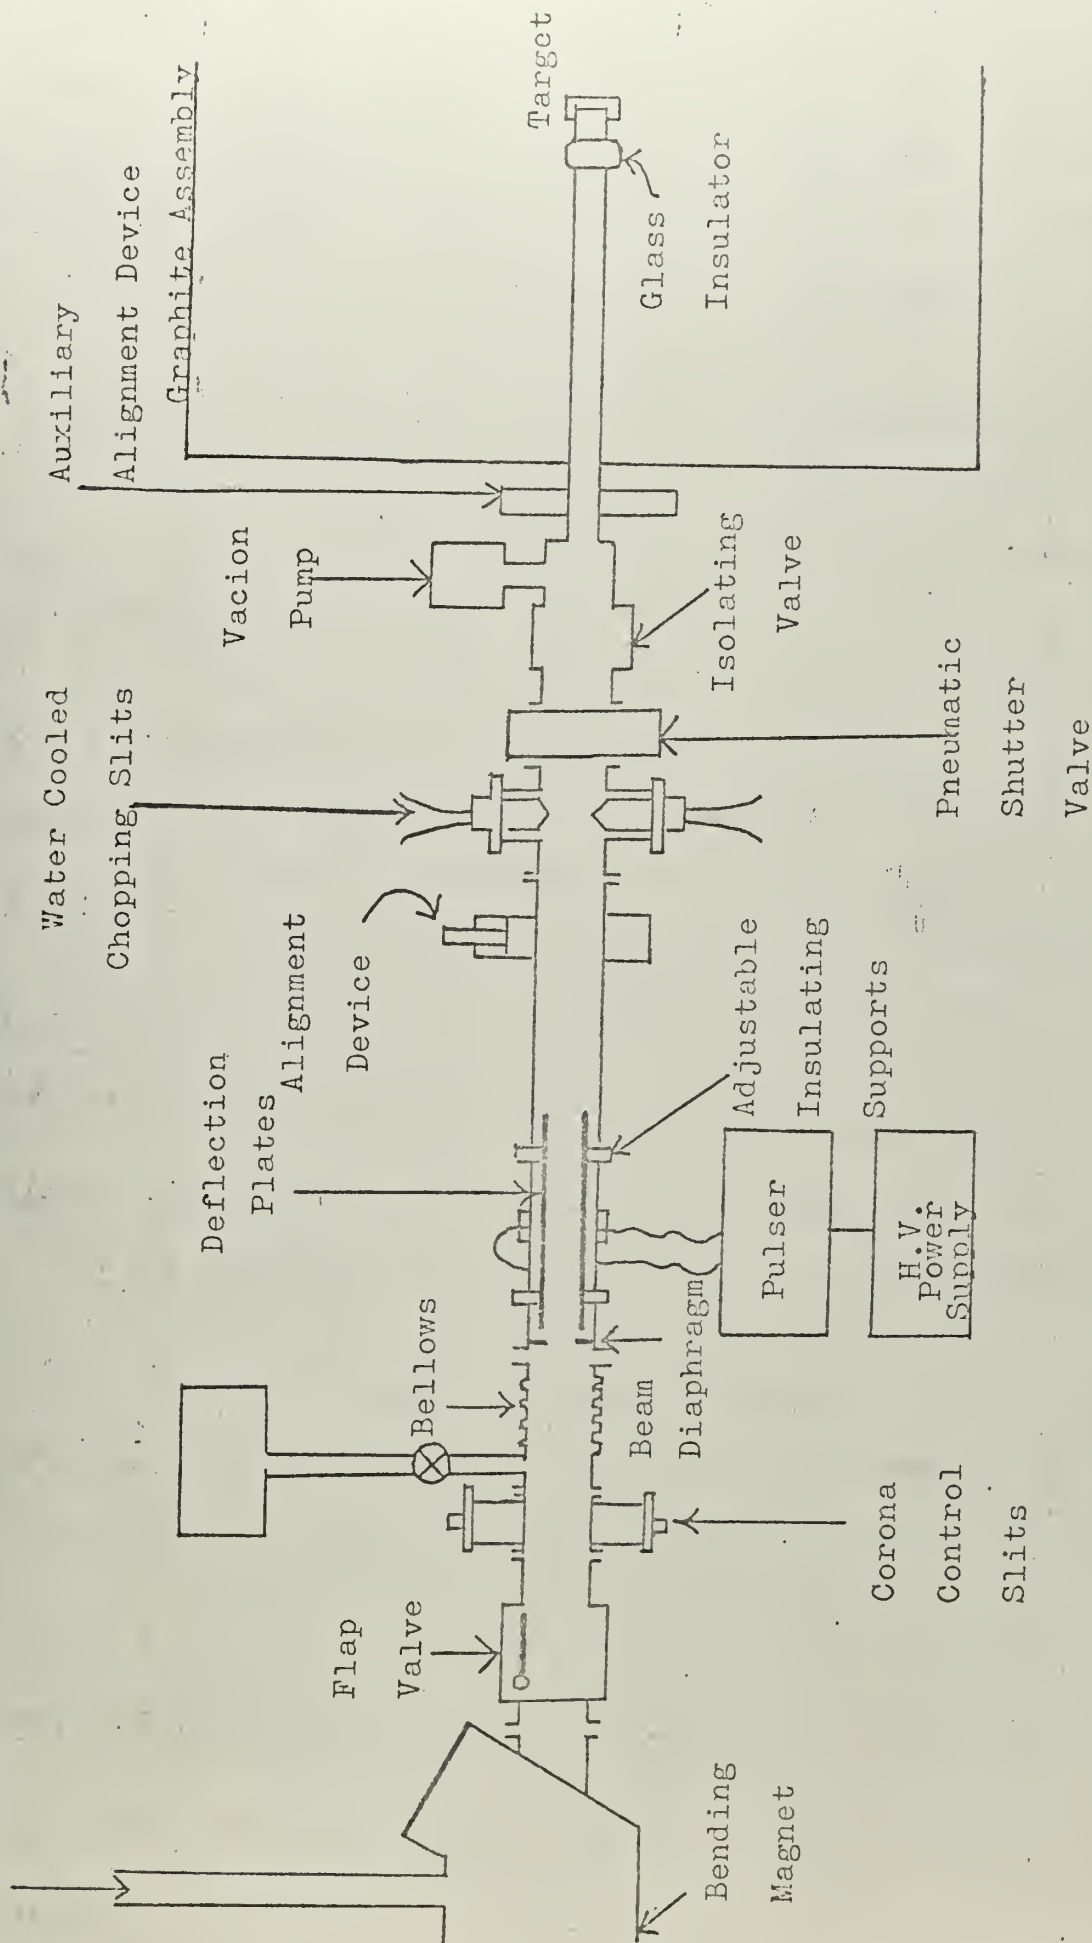 Auxiliary
Alignment Device
Graphite Assembly
Target
Glass
Insulator
Vacion
Pump
Isolating
Valve
Water Cooled
Chopping Slits
Pneumatic
Shutter
Valve
Alignment
Device
Deflection
Plates
Adjustable
Insulating
Supports
Pulser
H.V.
Power
Supply
Bellows
Beam
Diaphragm
Flap
Valve
Corona
Control
Slits
Bending
Magnet